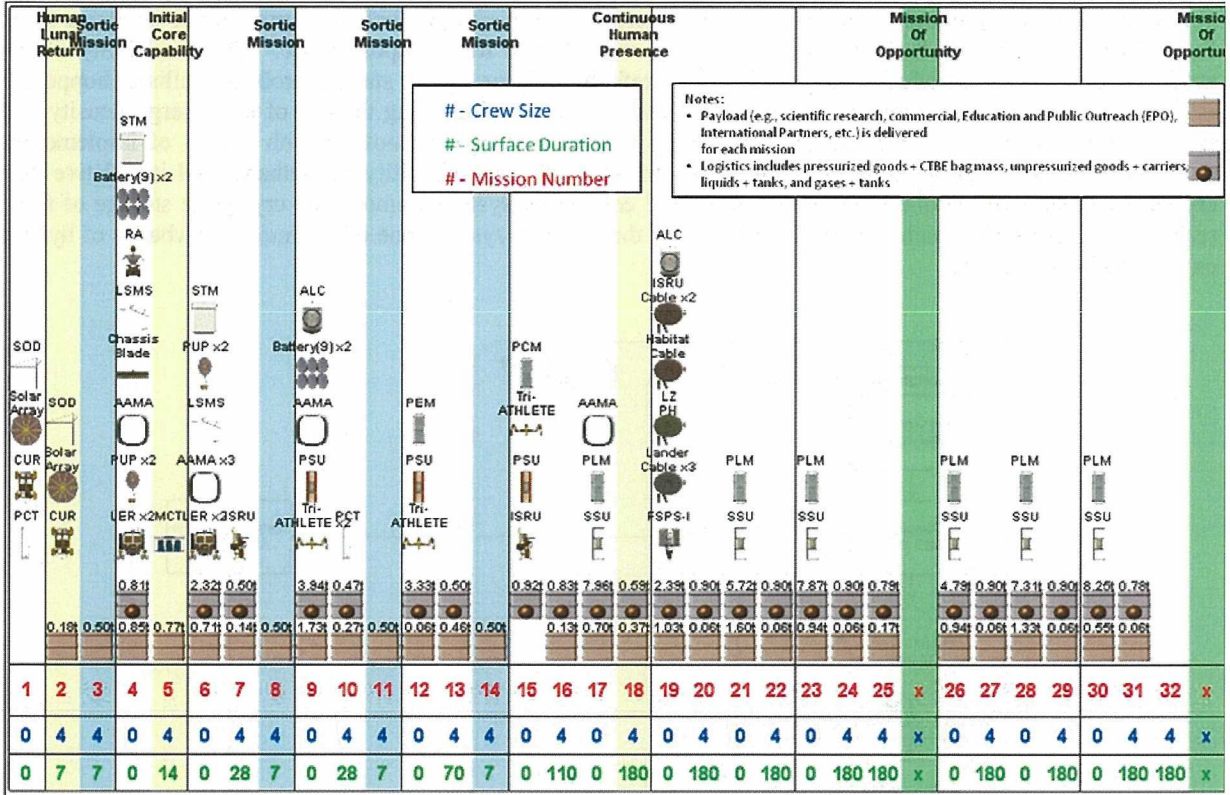 Human
Lunar
Return
Sortie
Mission
Initial
Core
Capability
Sortie
Mission
Sortie
Mission
Sortie
Mission
Continuous
Human
Presence
Mission
Of
Opportunity
Missio
Of
Opportu
# - Crew Size
# - Surface Duration
# - Mission Number
Notes:
• Payload (e.g., scientific research, commercial, Education and Public Outreach (EPO),
International Partners, etc.) is delivered
for each mission
• Logistics includes pressurized goods + CTBE bag mass, unpressurized goods + carriers,
liquids + tanks, and gases + tanks
SOD
Solar
Array
CUR
PCT
SOD
Solar
Array
CUR
STM
Battery(9) x2
RA
LSMS
Chassis
Blade
AAMA
PUP x2
LER x2
MCT
STM
PUP x2
LSMS
AAMA x3
LER x2
ISRU
ALC
Battery(9) x2
AAMA
PSU
Tri-
ATHLETE x2
PCT
PEM
PSU
Tri-
ATHLETE
PCM
Tri-
ATHLETE
PSU
ISRU
AAMA
PLM
SSU
ALC
ISRU
Cable x2
Habitat
Cable
LZ
PH
Lander
Cable x3
FSPS-I
PLM
SSU
PLM
SSU
PLM
SSU
PLM
SSU
PLM
SSU
0.81t 2.32t 0.50t 3.94t 0.47t 3.33t 0.50t 0.92t 0.83t 7.96t 0.59t 2.39t 0.90t 5.72t 0.90t 7.87t 0.90t 0.79t 4.79t 0.90t 7.31t 0.90t 8.25t 0.78t
0.18t 0.50t 0.85t 0.77t 0.71t 0.14t 0.50t 1.73t 0.27t 0.50t 0.06t 0.46t 0.50t 0.13t 0.70t 0.37t 1.03t 0.06t 1.60t 0.06t 0.94t 0.06t 0.17t 0.94t 0.06t 1.33t 0.06t 0.55t 0.06t
1 2 3 4 5 6 7 8 9 10 11 12 13 14 15 16 17 18 19 20 21 22 23 24 25 x 26 27 28 29 30 31 32 x
0 4 4 0 4 0 4 4 0 4 4 0 4 4 0 4 0 4 0 4 0 4 0 4 4 x 0 4 0 4 0 4 4 x
0 7 7 0 14 0 28 7 0 28 7 0 70 7 0 110 0 180 0 180 0 180 0 180 180 x 0 180 0 180 0 180 180 x